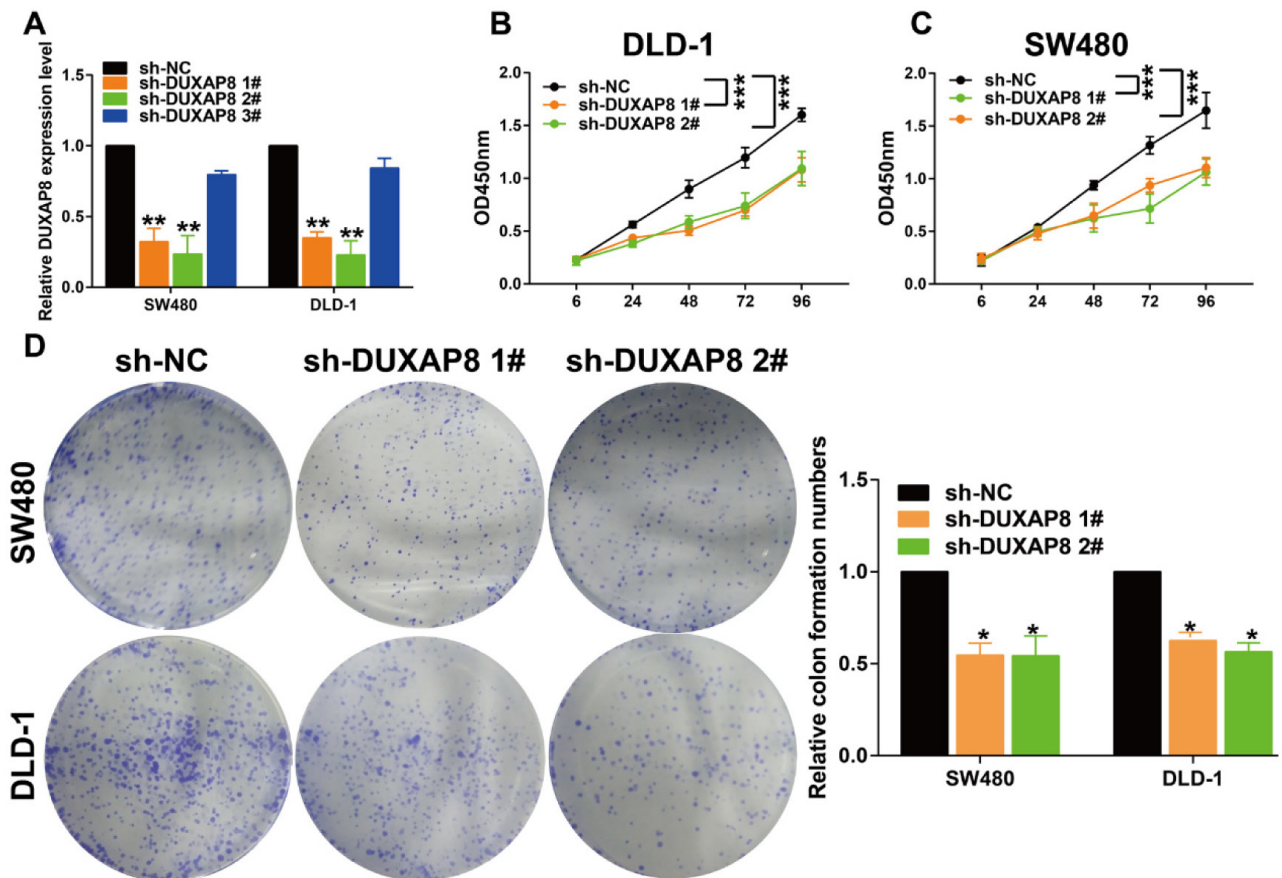 A
Relative DUXAP8 expression level
1.5
1.0
0.5
0.0
sh-NC
sh-DUXAP8 1#
sh-DUXAP8 2#
sh-DUXAP8 3#
** ** ** **
SW480 DLD-1
B
DLD-1
OD450nm
2.0
1.5
1.0
0.5
0.0
sh-NC
sh-DUXAP8 1#
sh-DUXAP8 2#
*** ***
6 24 48 72 96
C
SW480
OD450nm
2.0
1.5
1.0
0.5
0.0
sh-NC
sh-DUXAP8 1#
sh-DUXAP8 2#
*** ***
6 24 48 72 96
D
sh-NC sh-DUXAP8 1# sh-DUXAP8 2#
SW480
DLD-1
Relative colon formation numbers
1.5
1.0
0.5
0.0
sh-NC
sh-DUXAP8 1#
sh-DUXAP8 2#
* * * *
SW480 DLD-1